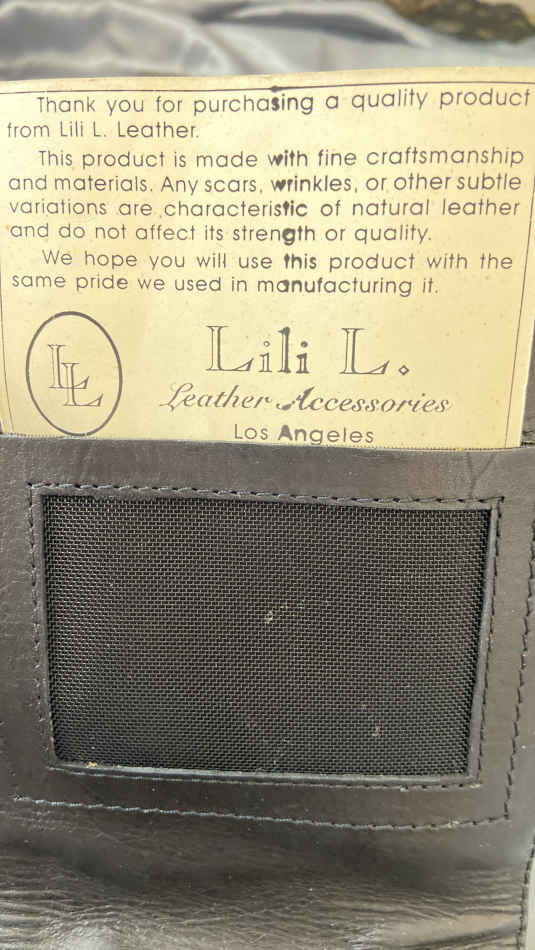 Thank you for purchasing a quality product
from Lili L. Leather.
This product is made with fine craftsmanship
and materials. Any scars, wrinkles, or other subtle
variations are characteristic of natural leather
and do not affect its strength or quality.
We hope you will use this product with the
same pride we used in manufacturing it.
LL
Lili L.
Leather Accessories
Los Angeles